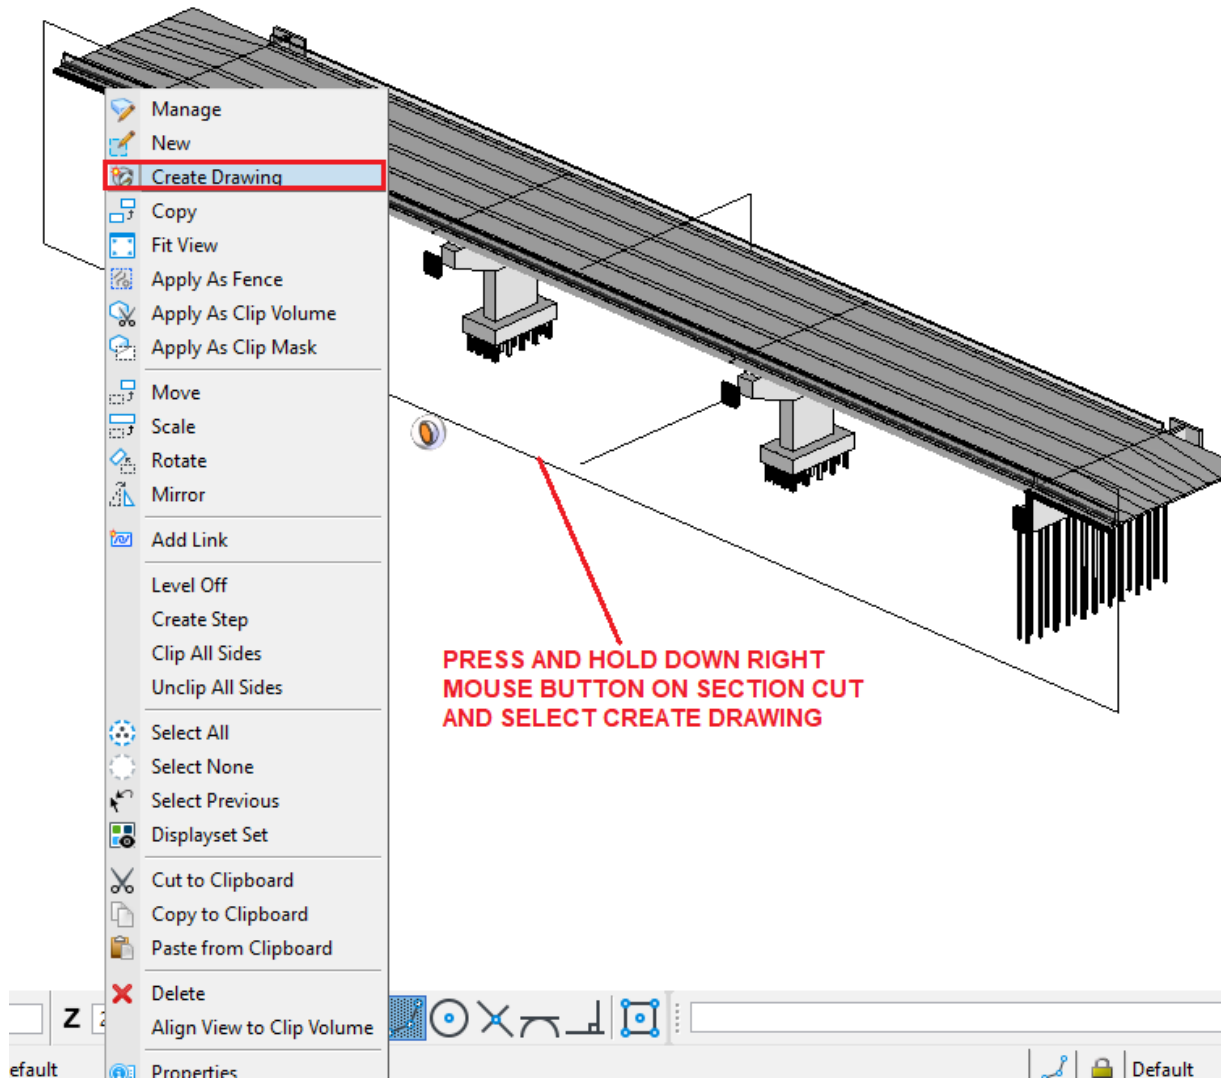 Manage
New
Create Drawing
Copy
Fit View
Apply As Fence
Apply As Clip Volume
Apply As Clip Mask
Move
Scale
Rotate
Mirror
Add Link
Level Off
Create Step
Clip All Sides
Unclip All Sides
Select All
Select None
Select Previous
Displayset Set
Cut to Clipboard
Copy to Clipboard
Paste from Clipboard
Delete
Align View to Clip Volume
Properties
PRESS AND HOLD DOWN RIGHT
MOUSE BUTTON ON SECTION CUT
AND SELECT CREATE DRAWING
Z
efault
Default